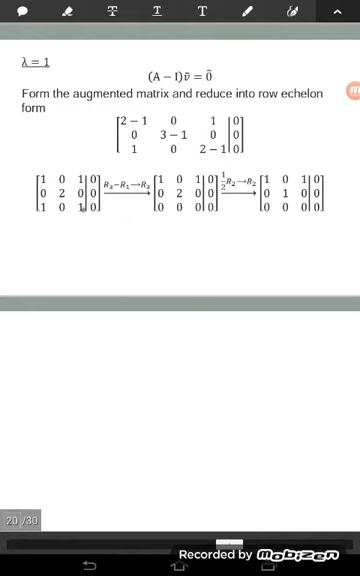 λ = 1
(A − I)ṽ = 0̃
Form the augmented matrix and reduce into row echelon
form
[2 − 1 0 1 |0]
[0 3 − 1 0 |0]
[1 0 2 − 1|0]
[1 0 1|0] R₃−R₁→R₃ [1 0 1|0] ½R₂→R₂ [1 0 1|0]
[0 2 0|0] [0 2 0|0] [0 1 0|0]
[1 0 1|0] [0 0 0|0] [0 0 0|0]
20 /30
Recorded by mobizen